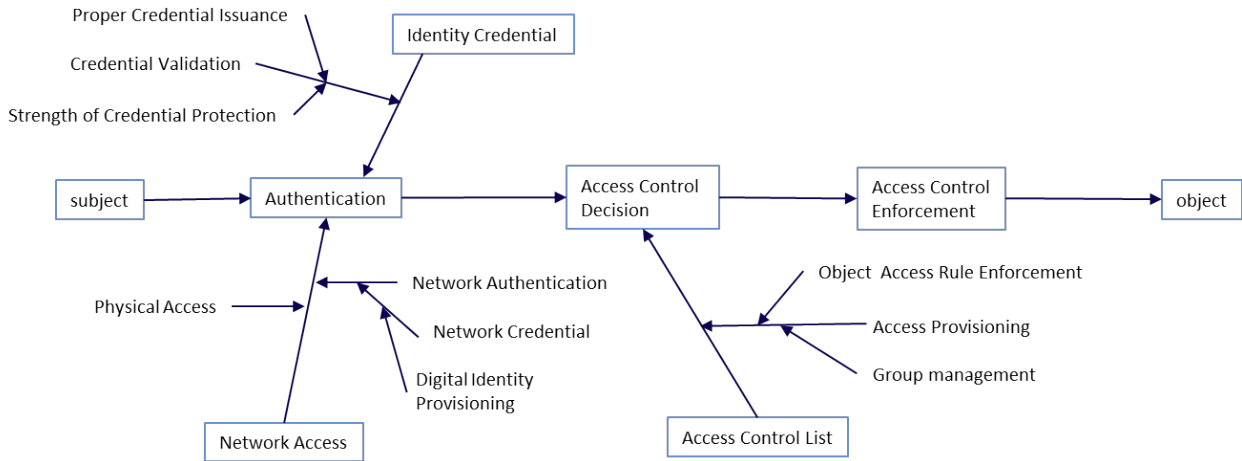 Proper Credential Issuance
Identity Credential
Credential Validation
Strength of Credential Protection
subject
Authentication
Access Control
Decision
Access Control
Enforcement
object
Object  Access Rule Enforcement
Network Authentication
Physical Access
Access Provisioning
Network Credential
Group management
Digital Identity
Provisioning
Network Access
Access Control List